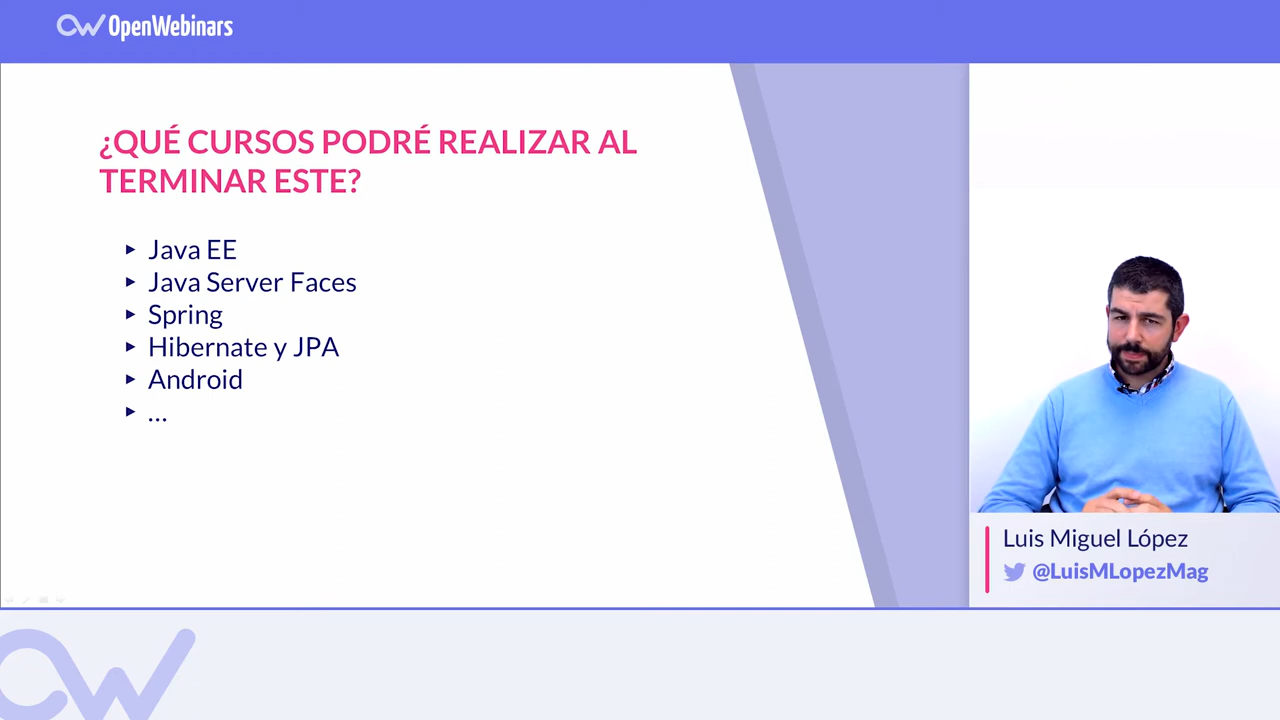 OpenWebinars
¿QUÉ CURSOS PODRÉ REALIZAR AL
TERMINAR ESTE?
Java EE
Java Server Faces
Spring
Hibernate y JPA
Android
...
Luis Miguel López
@LuisMLopezMag